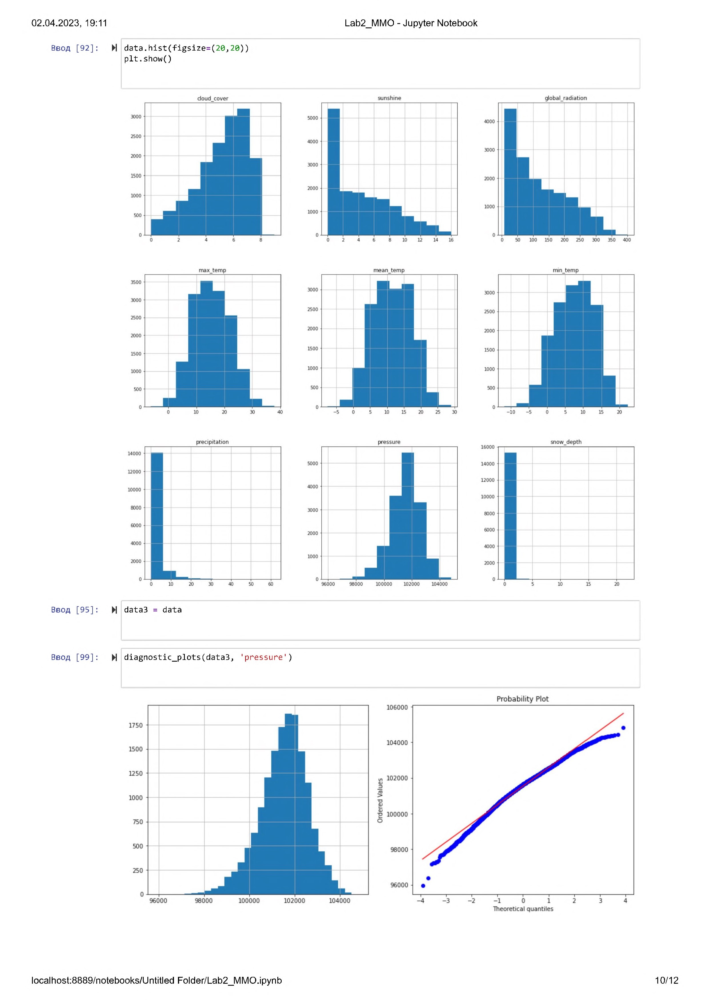 02.04.2023, 19:11
Lab2_MMO - Jupyter Notebook
Ввод [92]:
data.hist(figsize=(20,20))
plt.show()
cloud_cover
sunshine
global_radiation
3000
2500
2000
1500
1000
500
0
0 2 4 6 8
5000
4000
3000
2000
1000
0
0 2 4 6 8 10 12 14 16
4000
3000
2000
1000
0
0 50 100 150 200 250 300 350 400
max_temp
mean_temp
min_temp
3500
3000
2500
2000
1500
1000
500
0
0 10 20 30 40
3000
2500
2000
1500
1000
500
0
−5 0 5 10 15 20 25 30
3000
2500
2000
1500
1000
500
0
−10 −5 0 5 10 15 20
precipitation
pressure
snow_depth
14000
12000
10000
8000
6000
4000
2000
0
0 10 20 30 40 50 60
5000
4000
3000
2000
1000
0
96000 98000 100000 102000 104000
16000
14000
12000
10000
8000
6000
4000
2000
0
0 5 10 15 20
Ввод [95]:
data3 = data
Ввод [99]:
diagnostic_plots(data3, 'pressure')
1750
1500
1250
1000
750
500
250
0
96000 98000 100000 102000 104000
Probability Plot
106000
104000
102000
100000
98000
96000
Ordered Values
−4 −3 −2 −1 0 1 2 3 4
Theoretical quantiles
localhost:8889/notebooks/Untitled Folder/Lab2_MMO.ipynb
10/12